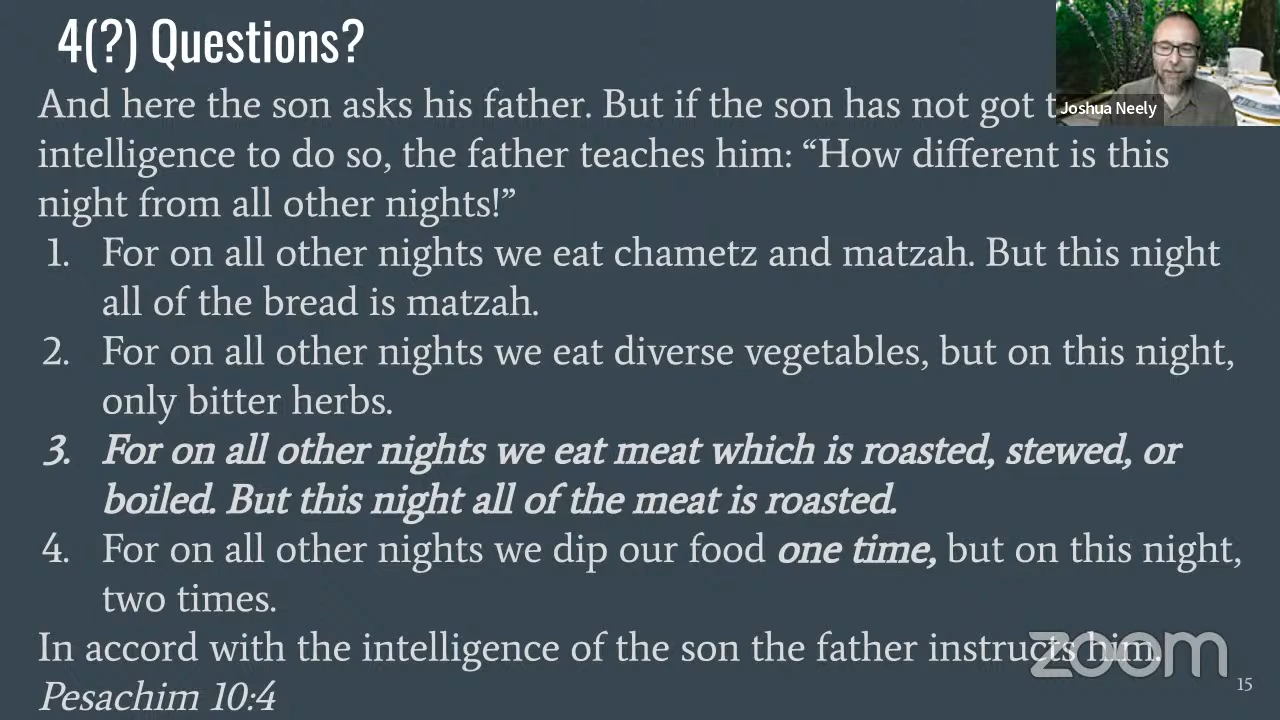 4(?) Questions?
And here the son asks his father. But if the son has not got
Joshua Neely
intelligence to do so, the father teaches him: “How different is this
night from all other nights!”
1. For on all other nights we eat chametz and matzah. But this night
all of the bread is matzah.
2. For on all other nights we eat diverse vegetables, but on this night,
only bitter herbs.
3. For on all other nights we eat meat which is roasted, stewed, or
boiled. But this night all of the meat is roasted.
4. For on all other nights we dip our food one time, but on this night,
two times.
In accord with the intelligence of the son the father instructs him.
zoom
Pesachim 10:4
15